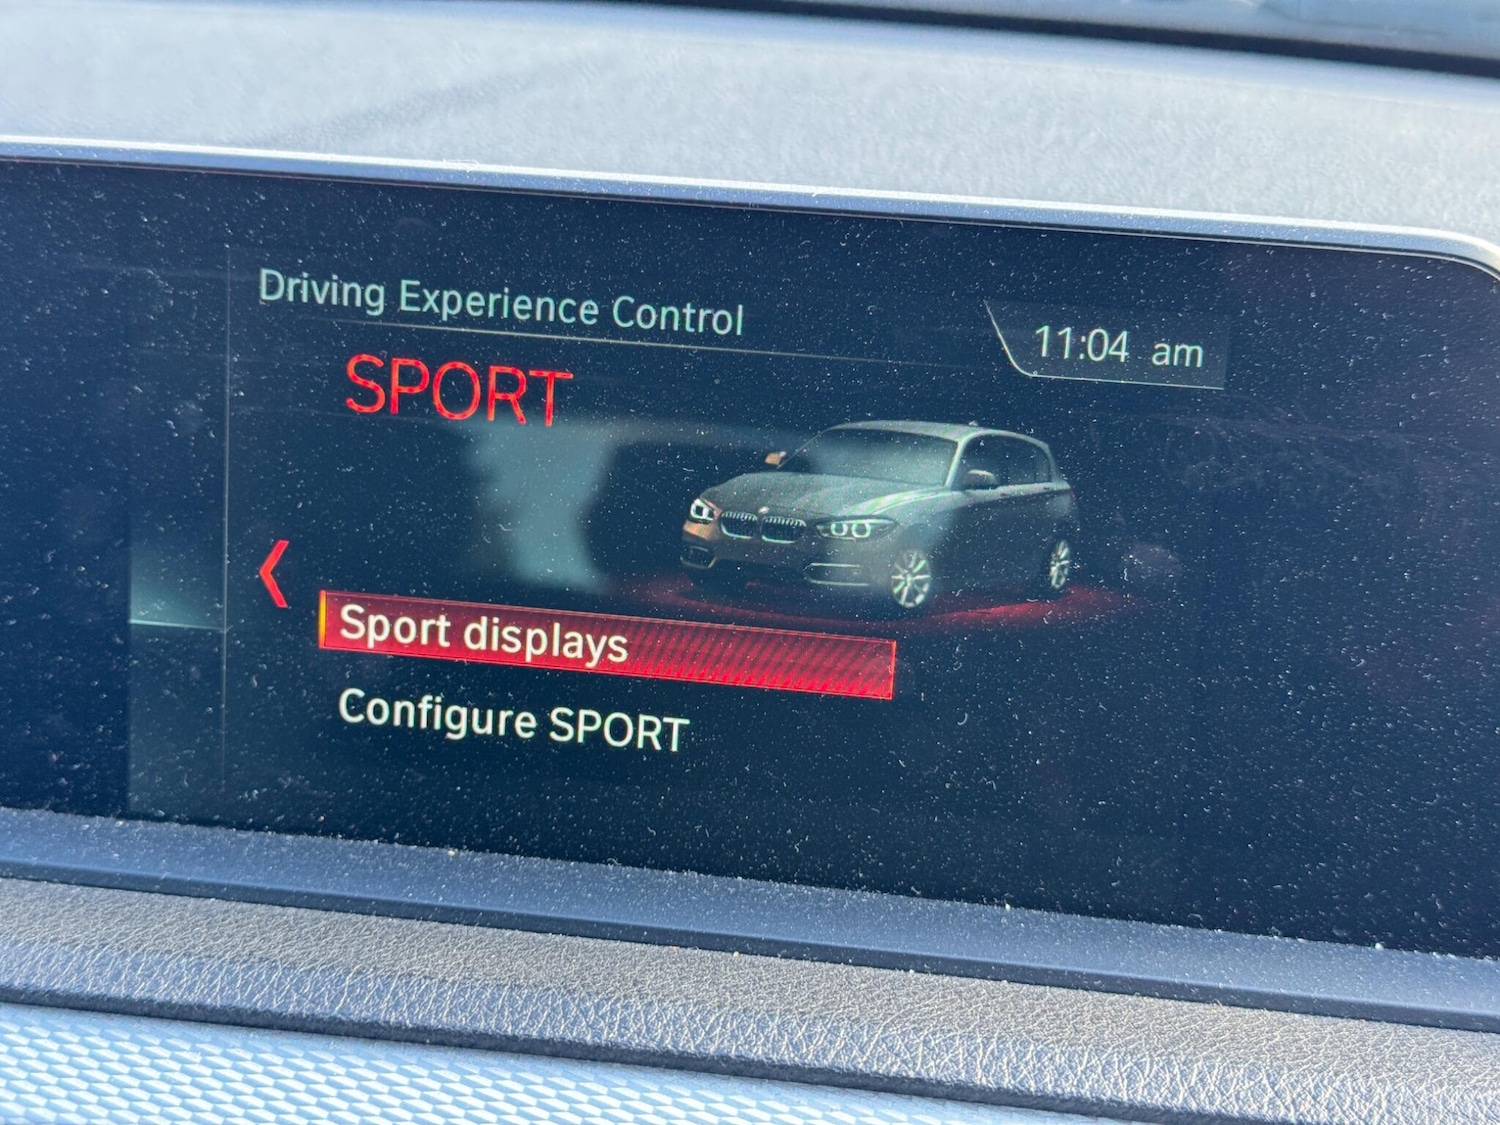 Driving Experience Control
11:04 am
SPORT
Sport displays
Configure SPORT